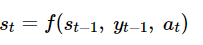 s_t = f(s_{t-1}, y_{t-1}, a_t)